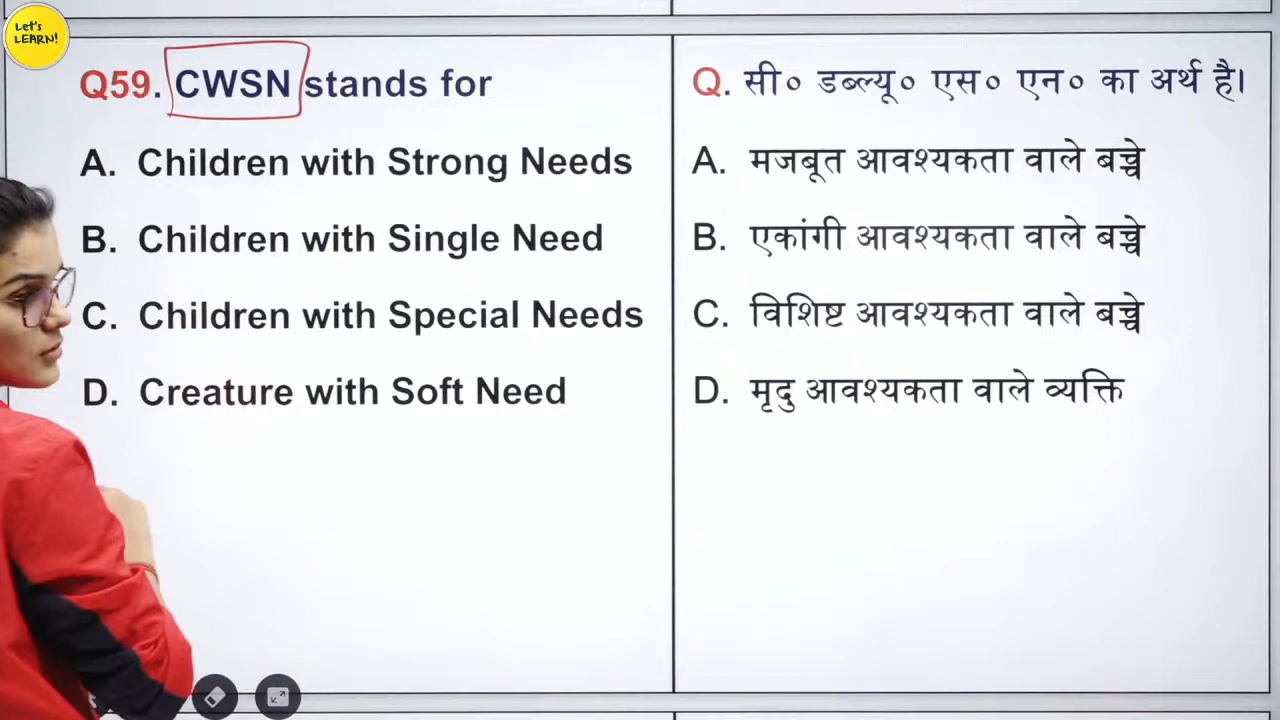 Let's
LEARN!
Q59. CWSN stands for
A. Children with Strong Needs
B. Children with Single Need
C. Children with Special Needs
D. Creature with Soft Need
Q. सी० डब्ल्यू० एस० एन० का अर्थ है।
A. मजबूत आवश्यकता वाले बच्चे
B. एकांगी आवश्यकता वाले बच्चे
C. विशिष्ट आवश्यकता वाले बच्चे
D. मृदु आवश्यकता वाले व्यक्ति